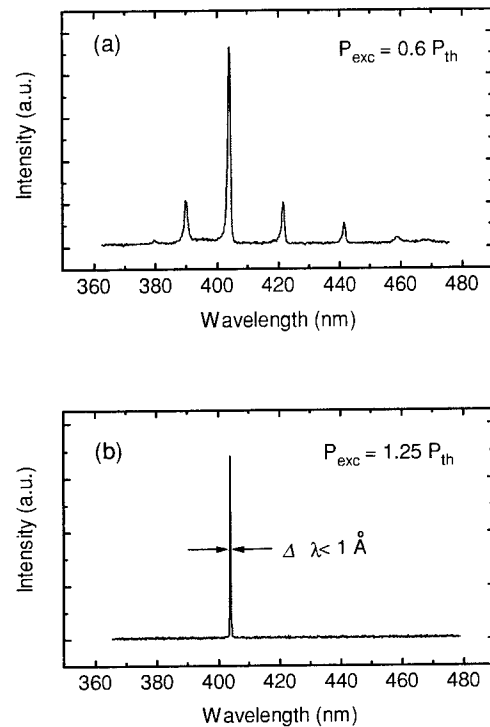 (a)
P_exc = 0.6 P_th
Intensity (a.u.)
360 380 400 420 440 460 480
Wavelength (nm)
(b)
P_exc = 1.25 P_th
Δ λ< 1 Å
Intensity (a.u.)
360 380 400 420 440 460 480
Wavelength (nm)